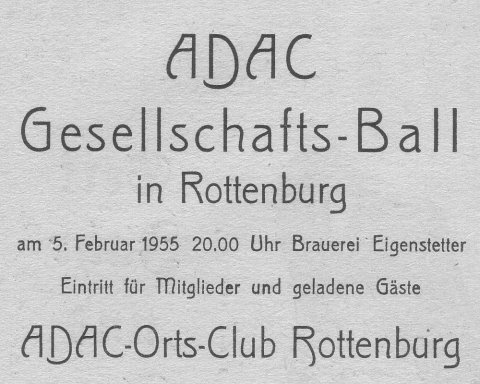 ADAC
Gesellschafts-Ball
in Rottenburg
am 5. Februar 1955 20.00 Uhr Brauerei Eigenstetter
Eintritt für Mitglieder und geladene Gäste
ADAC-Orts-Club Rottenburg